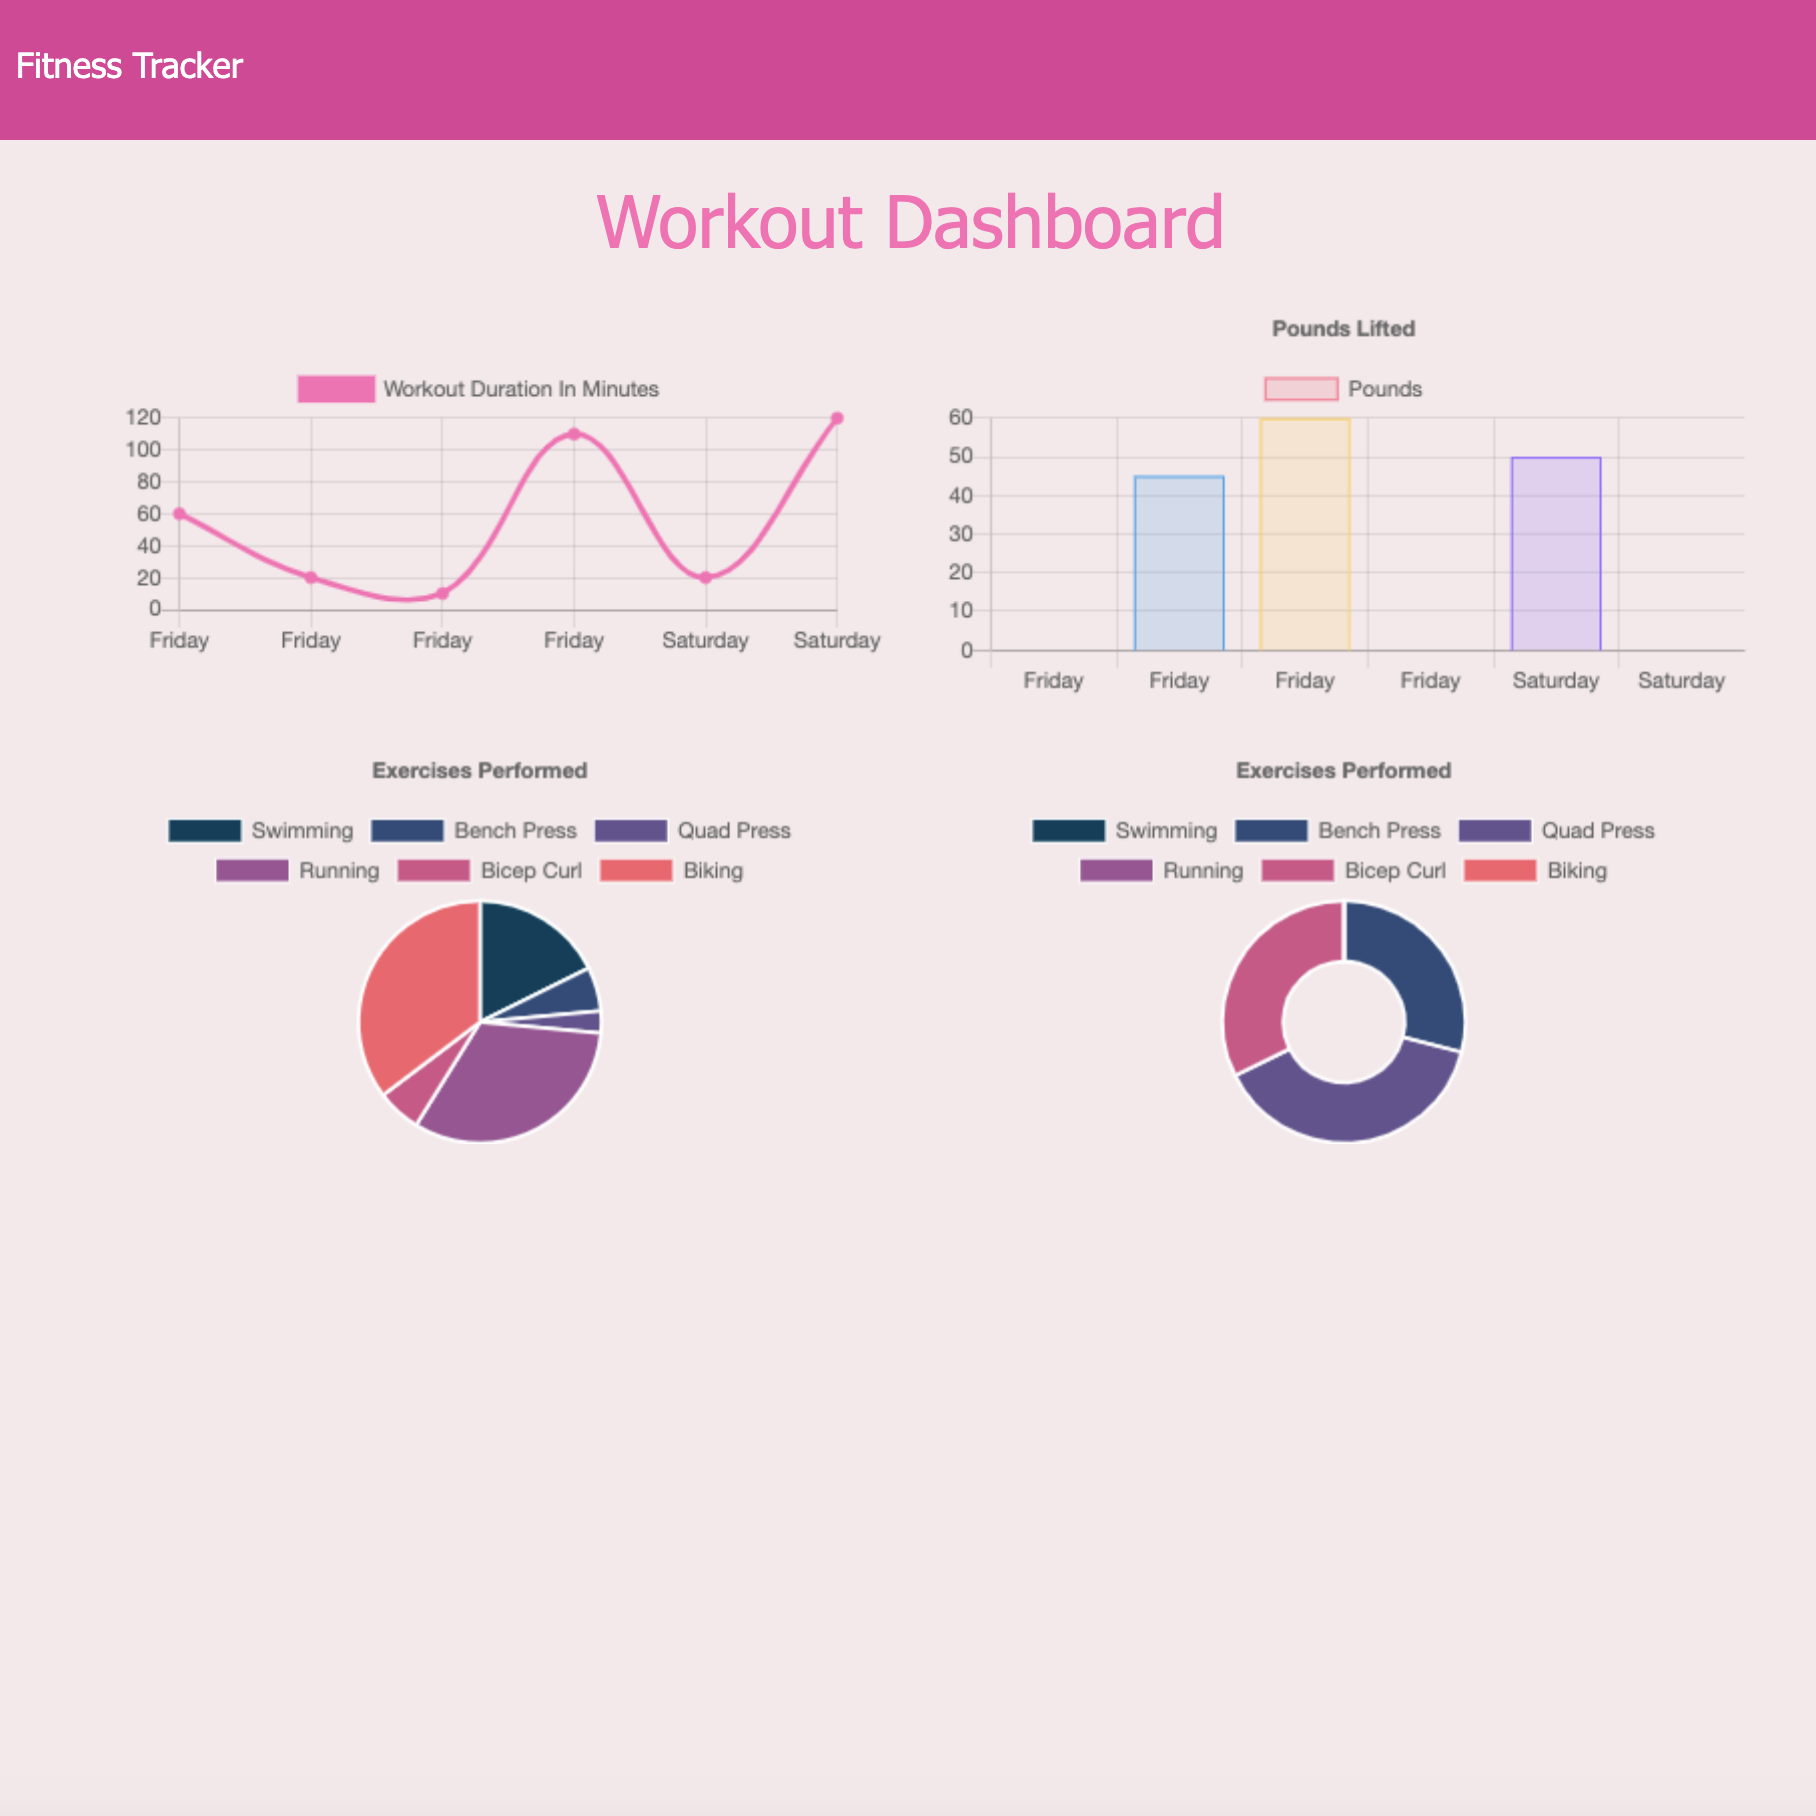 Fitness Tracker
Workout Dashboard
Workout Duration In Minutes
120
100
80
60
40
20
0
Friday Friday Friday Friday Saturday Saturday
Pounds Lifted
Pounds
60
50
40
30
20
10
0
Friday Friday Friday Friday Saturday Saturday
Exercises Performed
Swimming Bench Press Quad Press
Running Bicep Curl Biking
Exercises Performed
Swimming Bench Press Quad Press
Running Bicep Curl Biking